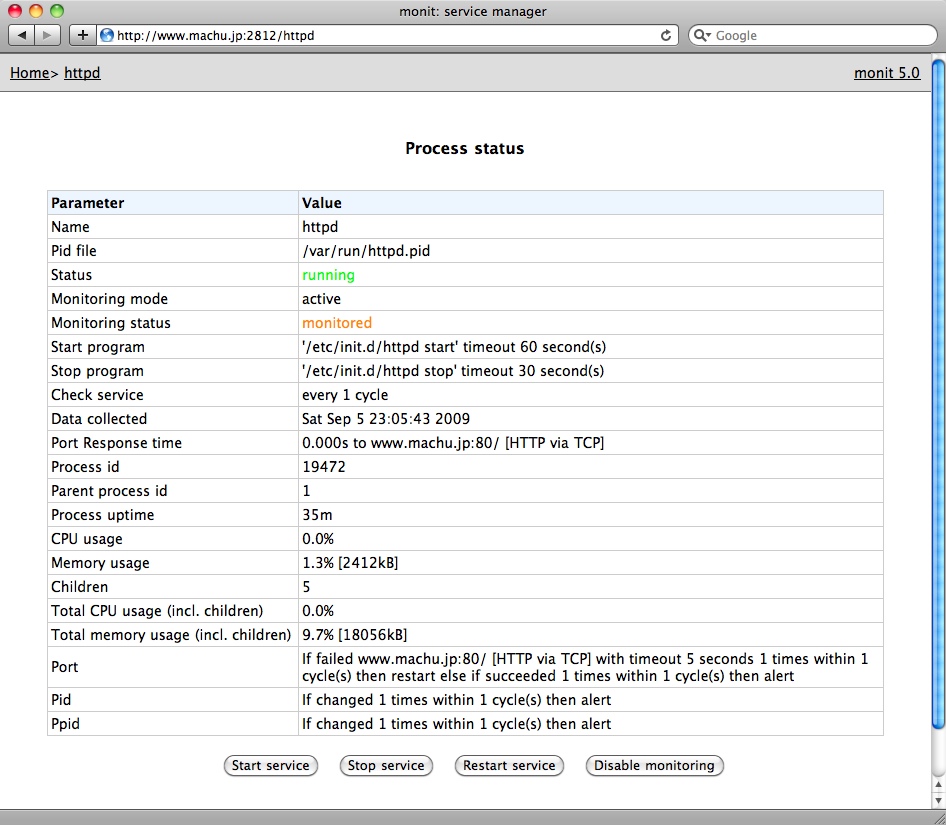 monit: service manager
http://www.machu.jp:2812/httpd
Google
Home> httpd
monit 5.0
Process status
Parameter Value
Name httpd
Pid file /var/run/httpd.pid
Status running
Monitoring mode active
Monitoring status monitored
Start program '/etc/init.d/httpd start' timeout 60 second(s)
Stop program '/etc/init.d/httpd stop' timeout 30 second(s)
Check service every 1 cycle
Data collected Sat Sep 5 23:05:43 2009
Port Response time 0.000s to www.machu.jp:80/ [HTTP via TCP]
Process id 19472
Parent process id 1
Process uptime 35m
CPU usage 0.0%
Memory usage 1.3% [2412kB]
Children 5
Total CPU usage (incl. children) 0.0%
Total memory usage (incl. children) 9.7% [18056kB]
Port If failed www.machu.jp:80/ [HTTP via TCP] with timeout 5 seconds 1 times within 1
cycle(s) then restart else if succeeded 1 times within 1 cycle(s) then alert
Pid If changed 1 times within 1 cycle(s) then alert
Ppid If changed 1 times within 1 cycle(s) then alert
Start service Stop service Restart service Disable monitoring